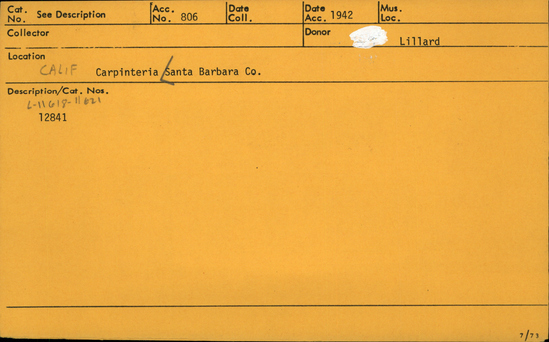 Cat. No. See Description Acc. No. 806 Date Coll. Date Acc. 1942 Mus. Loc.
Collector Donor Lillard
Location
CALIF Carpinteria Santa Barbara Co.
Description/Cat. Nos.
L-11618-11621
12841
7/73